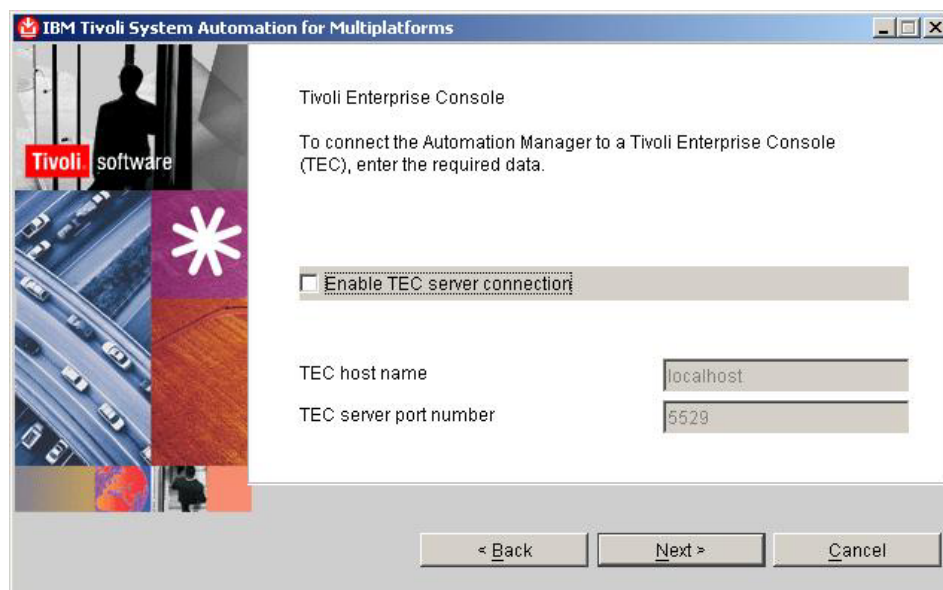 IBM Tivoli System Automation for Multiplatforms
Tivoli software
Tivoli Enterprise Console
To connect the Automation Manager to a Tivoli Enterprise Console
(TEC), enter the required data.
Enable TEC server connection
TEC host name
localhost
TEC server port number
5529
< Back
Next >
Cancel